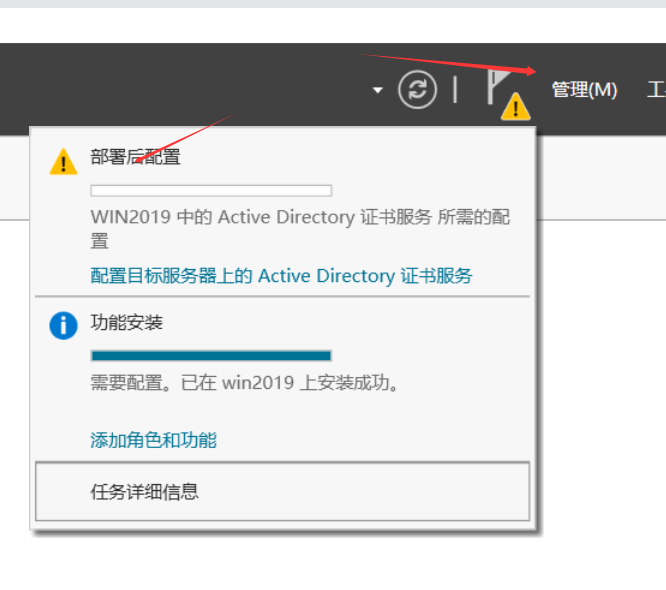 管理(M) 工
部署后配置
WIN2019 中的 Active Directory 证书服务 所需的配
置
配置目标服务器上的 Active Directory 证书服务
功能安装
需要配置。已在 win2019 上安装成功。
添加角色和功能
任务详细信息